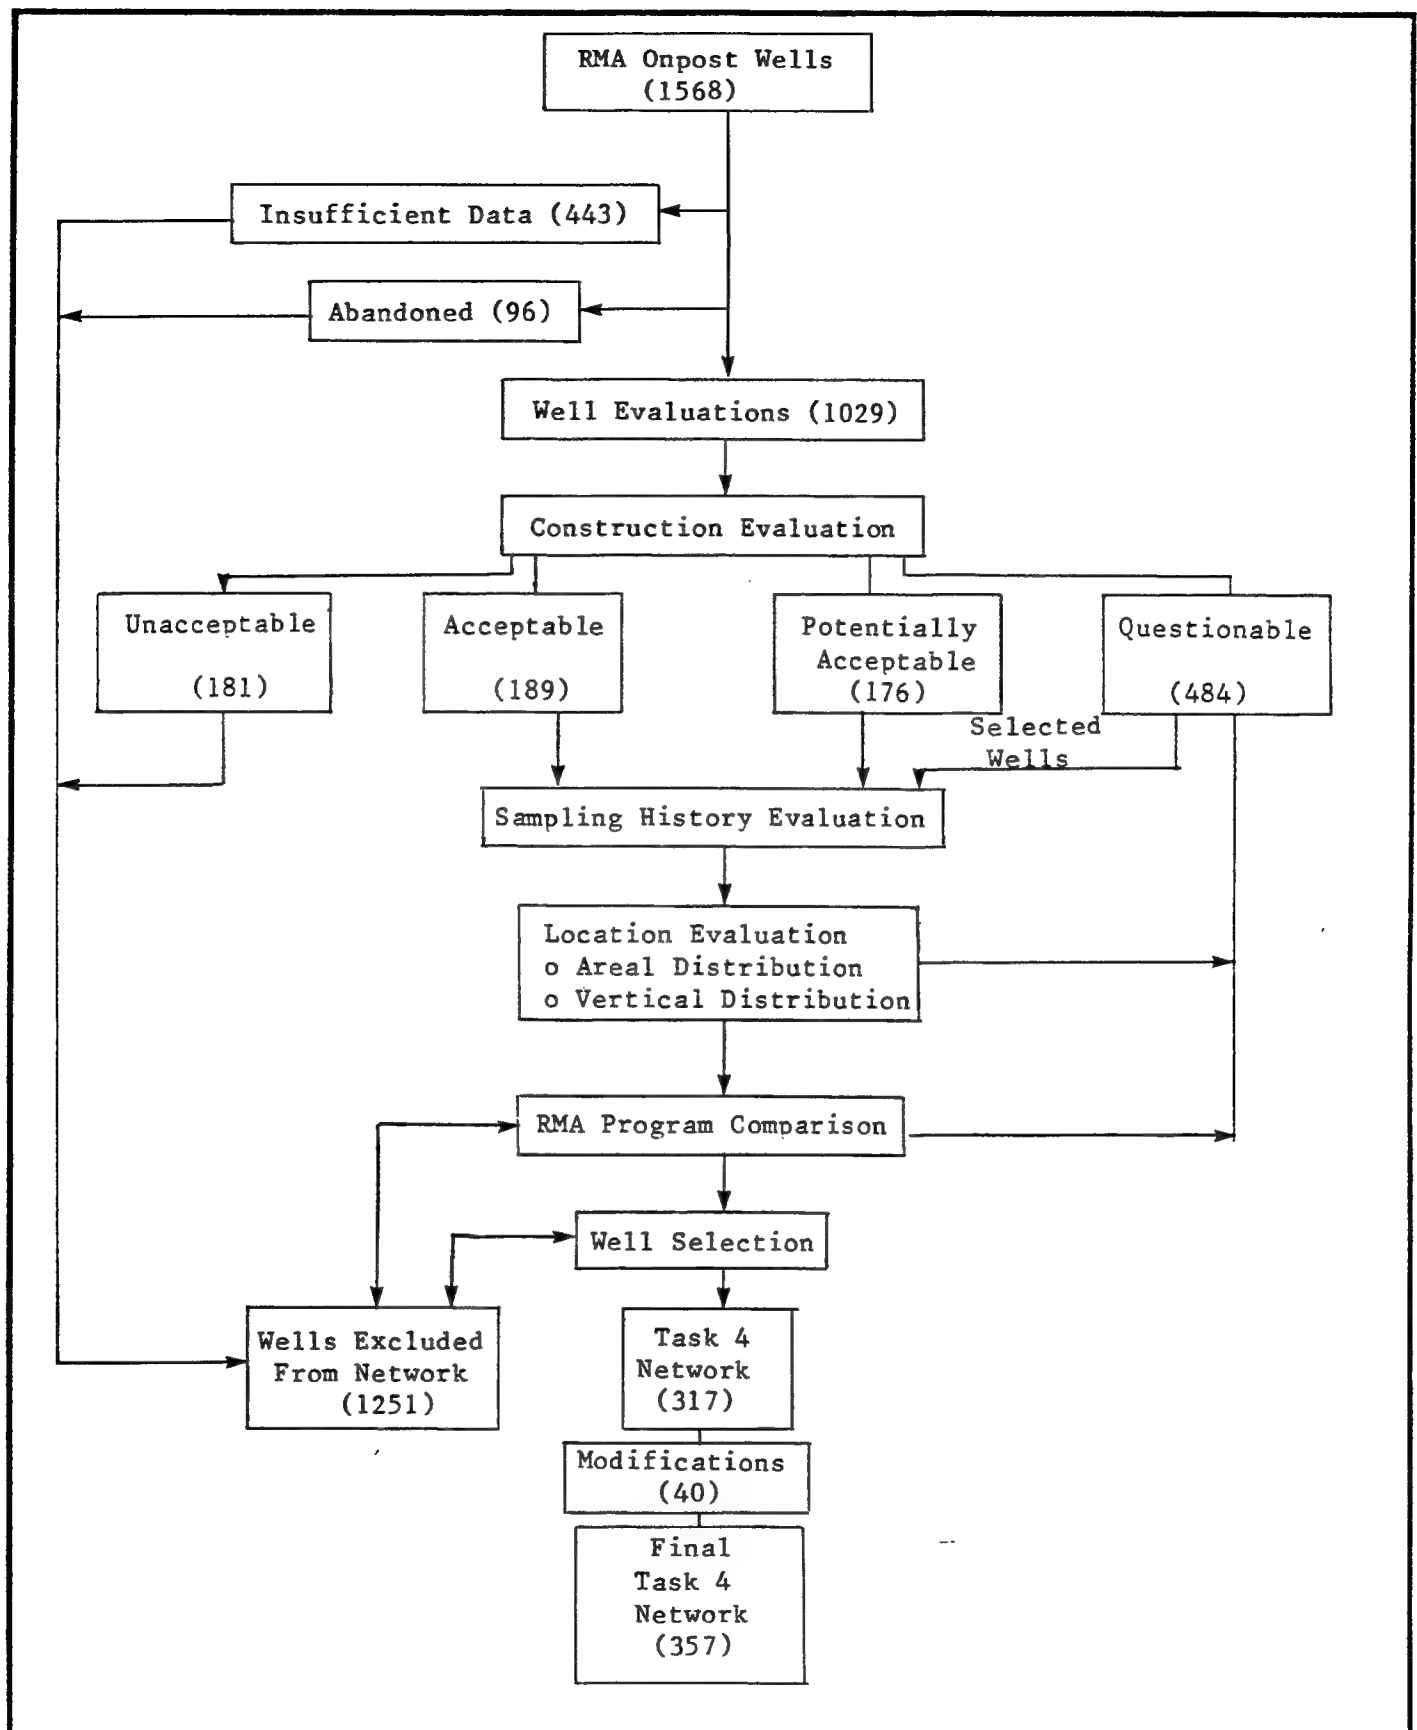 RMA Onpost Wells
(1568)
Insufficient Data (443)
Abandoned (96)
Well Evaluations (1029)
Construction Evaluation
Unacceptable
(181)
Acceptable
(189)
Potentially
Acceptable
(176)
Questionable
(484)
Selected
Wells
Sampling History Evaluation
Location Evaluation
o Areal Distribution
o Vertical Distribution
RMA Program Comparison
Well Selection
Wells Excluded
From Network
(1251)
Task 4
Network
(317)
Modifications
(40)
Final
Task 4
Network
(357)